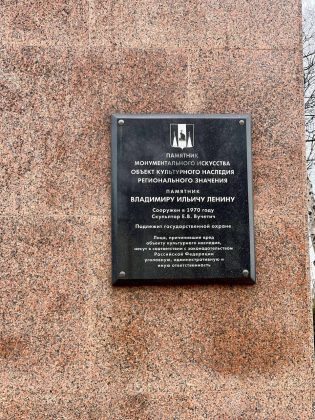 ПАМЯТНИК
МОНУМЕНТАЛЬНОГО ИСКУССТВА
ОБЪЕКТ КУЛЬТУРНОГО НАСЛЕДИЯ
РЕГИОНАЛЬНОГО ЗНАЧЕНИЯ
ПАМЯТНИК
ВЛАДИМИРУ ИЛЬИЧУ ЛЕНИНУ
Сооружен в 1970 году
Скульптор Е.В. Вучетич
Подлежит государственной охране
Лица, причинившие вред
объекту культурного наследия,
несут в соответствии с законодательством
Российской Федерации
уголовную, административную и
иную ответственность